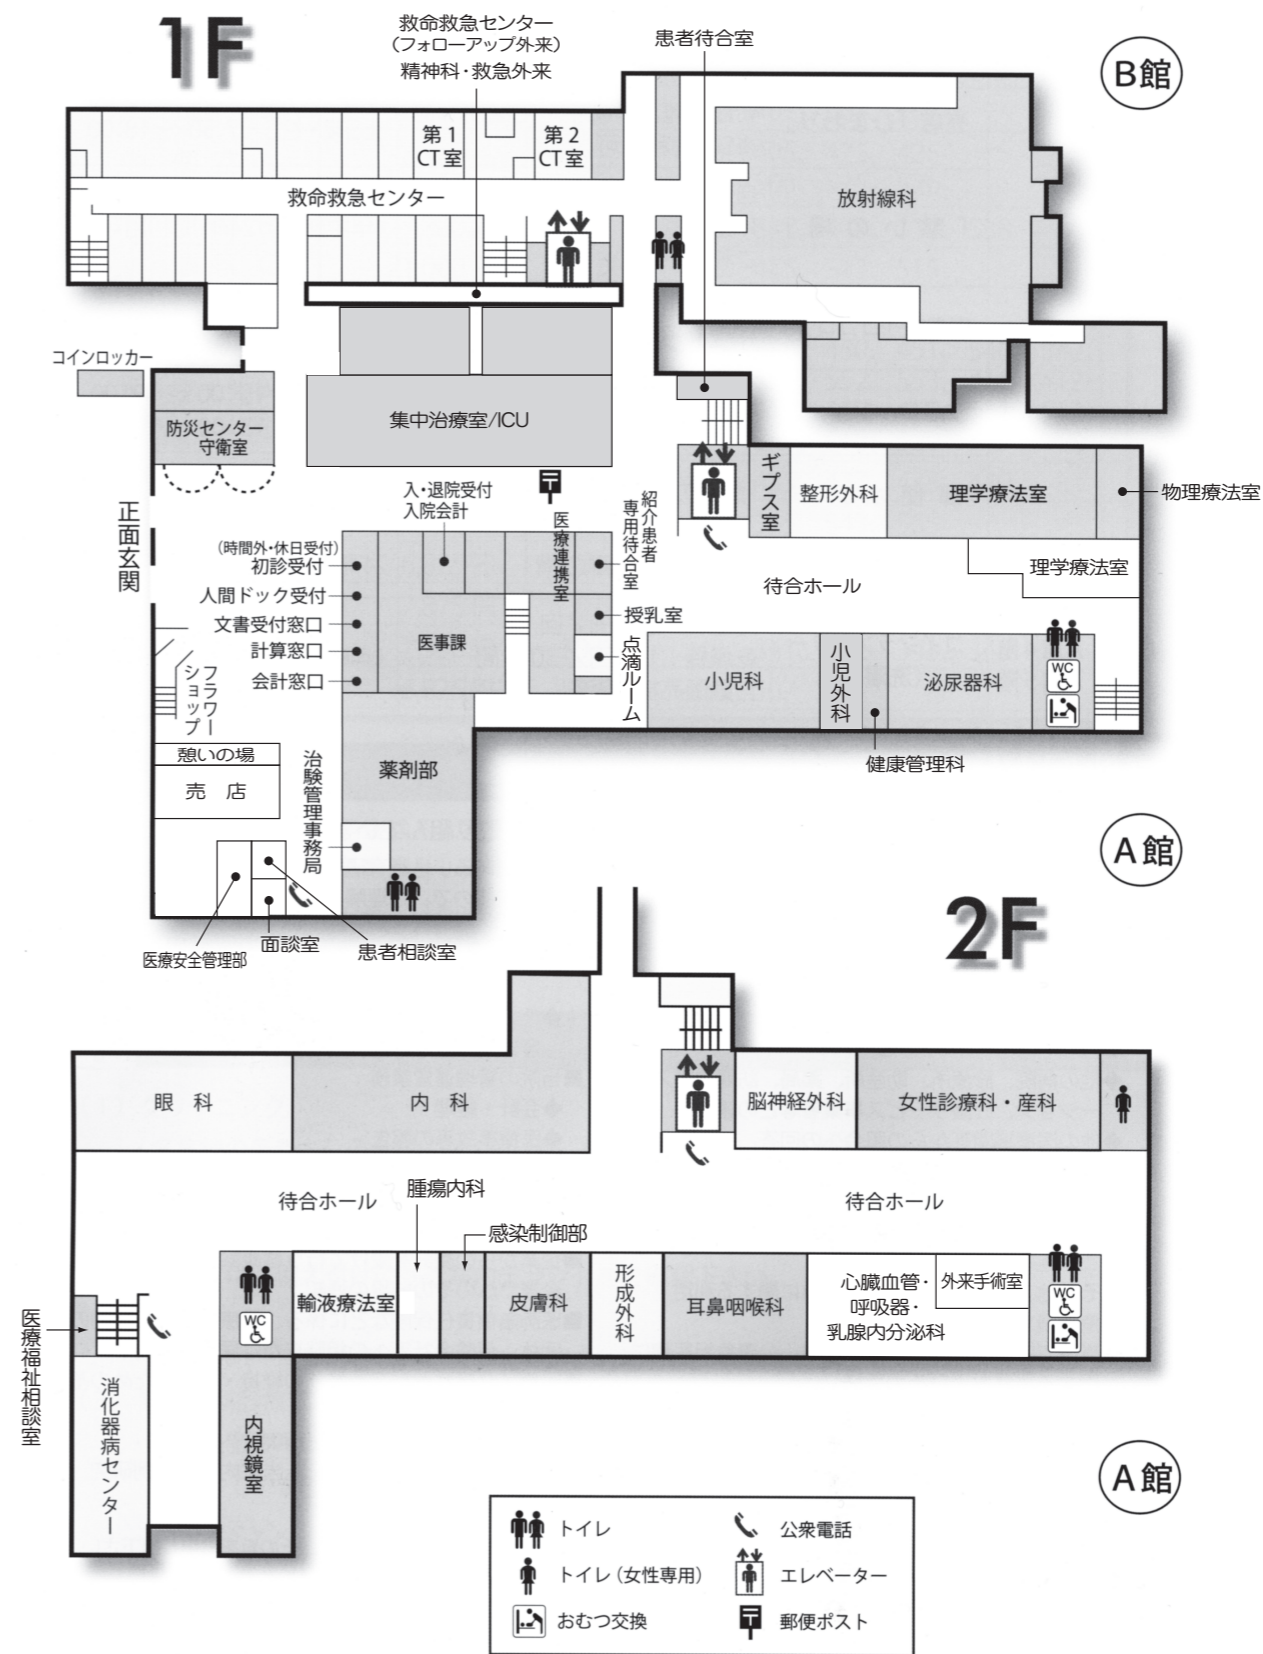 1F
救命救急センター
（フォローアップ外来）
精神科・救急外来
患者待合室
B館
第1
CT室
第2
CT室
救命救急センター
放射線科
コインロッカー
防災センター
守衛室
集中治療室/ICU
正面玄関
入・退院受付
入院会計
医療連携室
紹介患者
専用待合室
ギプス室
整形外科
理学療法室
物理療法室
（時間外・休日受付）
初診受付
人間ドック受付
文書受付窓口
計算窓口
会計窓口
医事課
授乳室
点滴ルーム
待合ホール
理学療法室
フラワー
ショップ
小児科
小児外科
泌尿器科
WC
健康管理科
憩いの場
売 店
治験管理事務局
薬剤部
医療安全管理部
面談室
患者相談室
A館
2F
眼 科
内 科
脳神経外科
女性診療科・産科
待合ホール
腫瘍内科
感染制御部
待合ホール
医療福祉相談室
WC
輸液療法室
皮膚科
形成外科
耳鼻咽喉科
心臓血管・
呼吸器・
乳腺内分泌科
外来手術室
WC
消化器病センター
内視鏡室
A館
トイレ
公衆電話
トイレ（女性専用）
エレベーター
おむつ交換
郵便ポスト